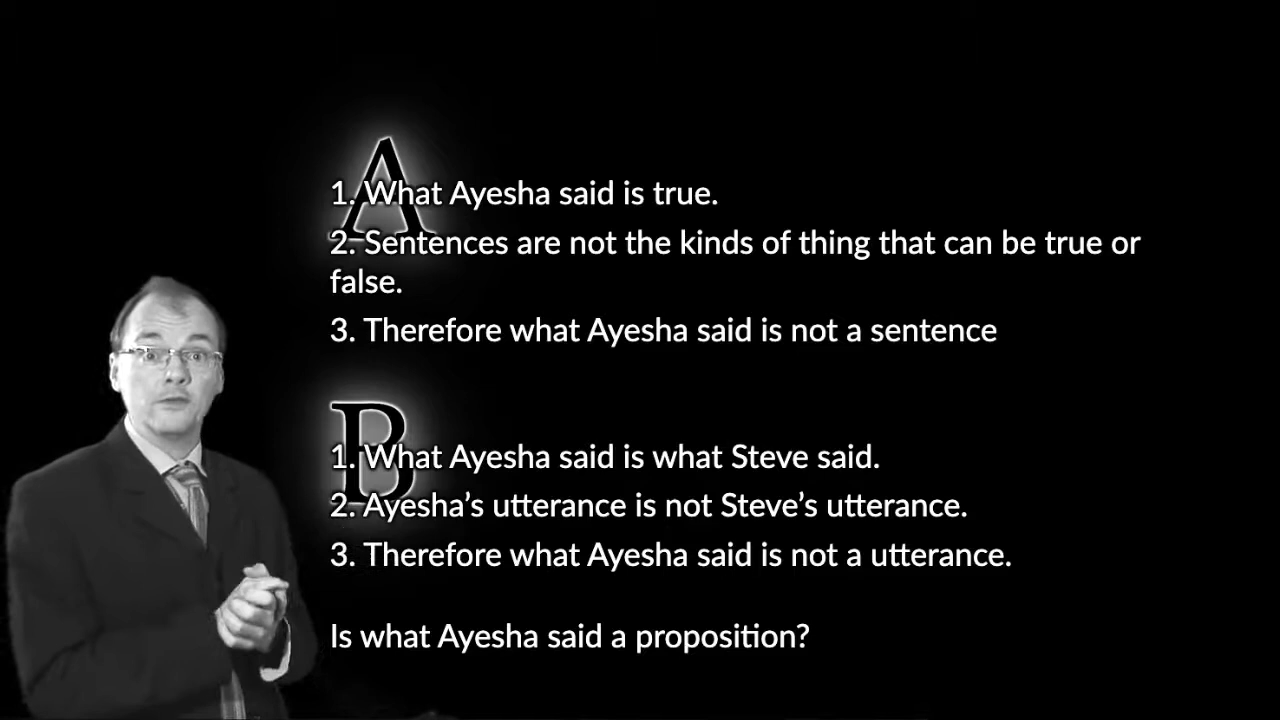 A
1. What Ayesha said is true.
2. Sentences are not the kinds of thing that can be true or
false.
3. Therefore what Ayesha said is not a sentence
B
1. What Ayesha said is what Steve said.
2. Ayesha’s utterance is not Steve’s utterance.
3. Therefore what Ayesha said is not a utterance.
Is what Ayesha said a proposition?